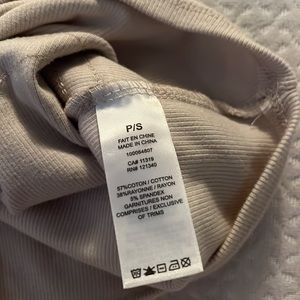 P/S
FAIT EN CHINE
MADE IN CHINA
100064807
CA# 11319
RN# 121340
57%COTON / COTTON
38%RAYONNE / RAYON
5% SPANDEX
GARNITURES NON
COMPRISES / EXCLUSIVE
OF TRIMS